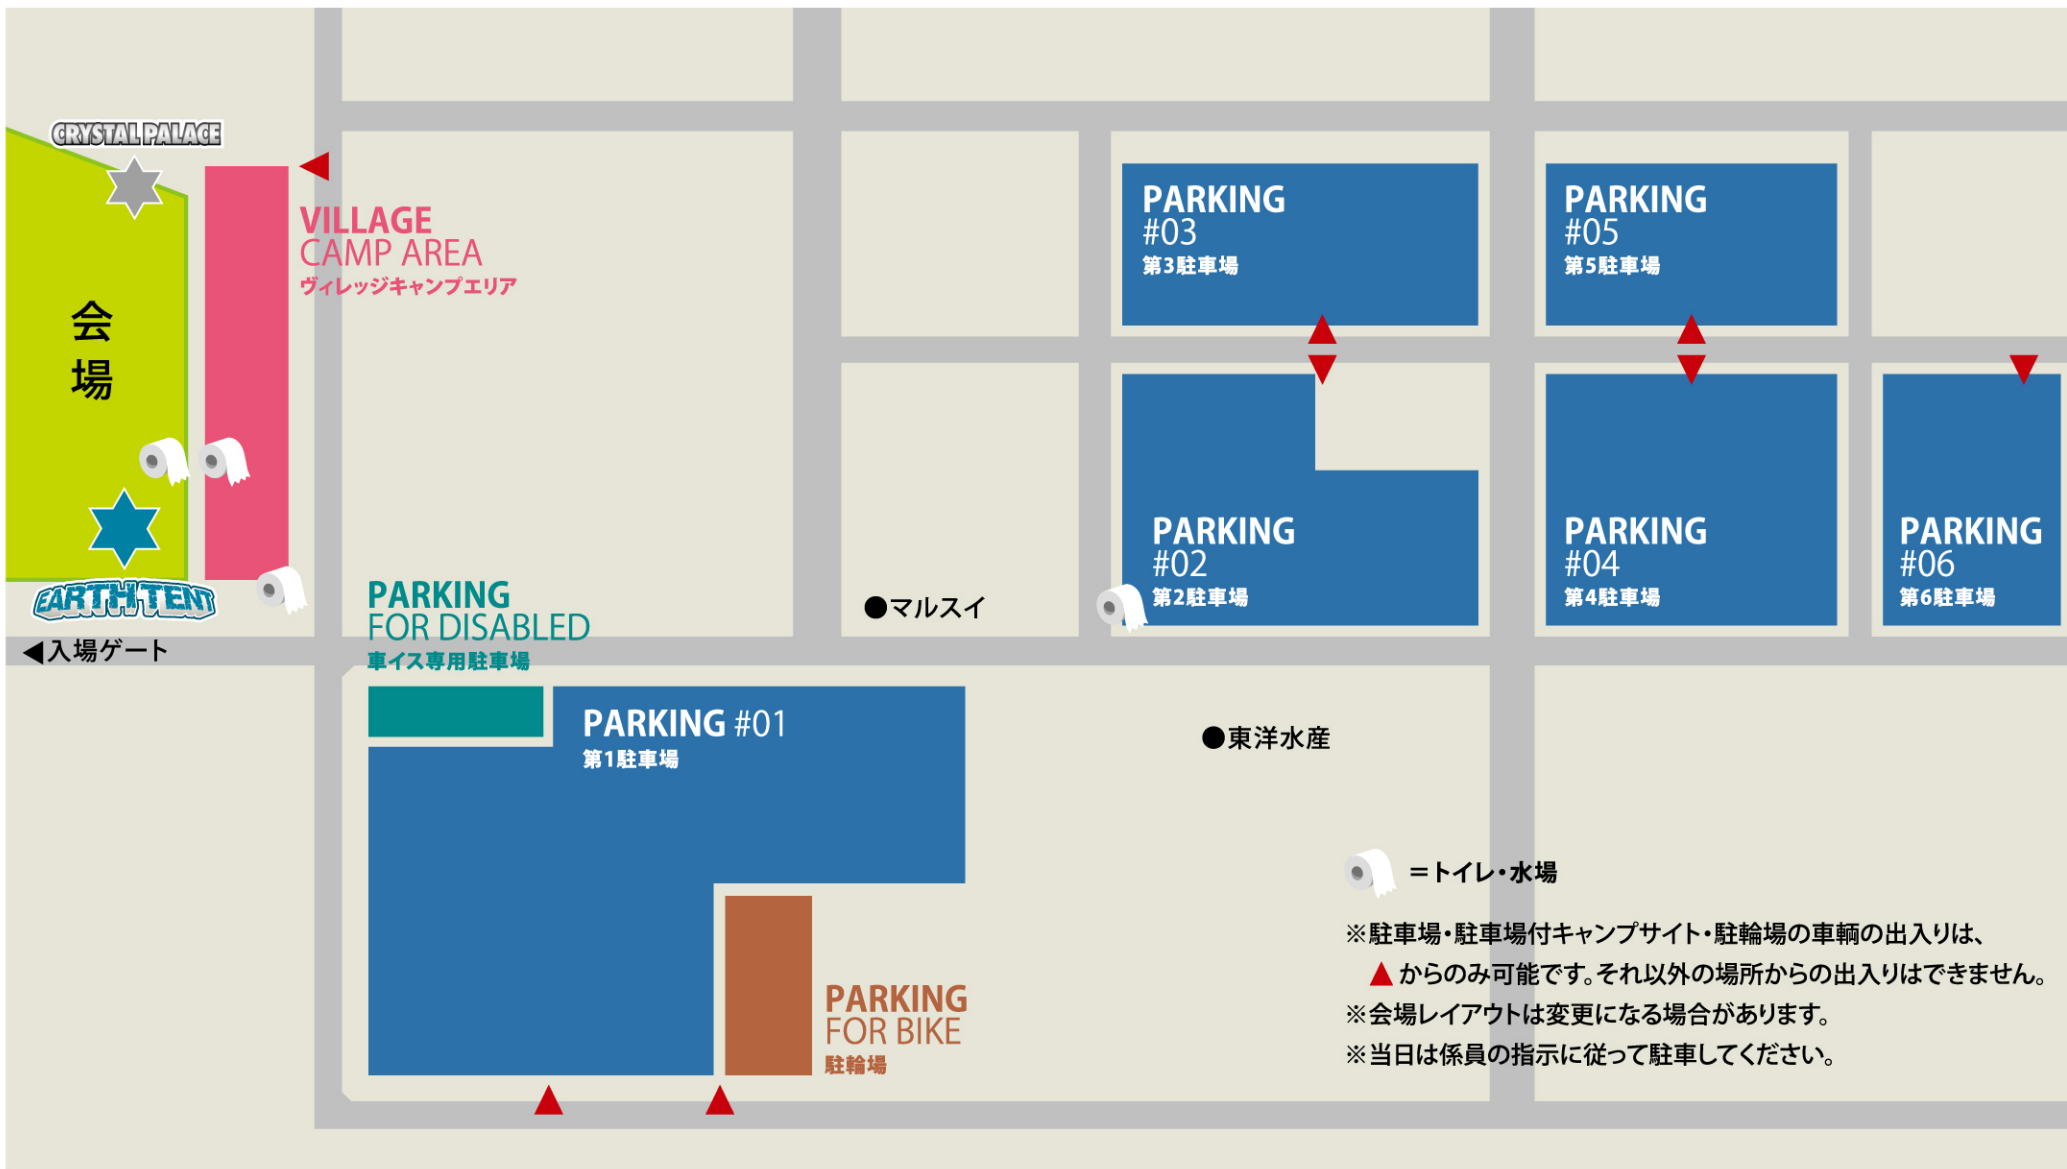 CRYSTAL PALACE
会
場
EARTH TENT
◀入場ゲート
VILLAGE
CAMP AREA
ヴィレッジキャンプエリア
PARKING
FOR DISABLED
車イス専用駐車場
PARKING #01
第1駐車場
PARKING
FOR BIKE
駐輪場
●マルスイ
●東洋水産
PARKING
#03
第3駐車場
PARKING
#05
第5駐車場
PARKING
#02
第2駐車場
PARKING
#04
第4駐車場
PARKING
#06
第6駐車場
＝トイレ・水場
※駐車場・駐車場付キャンプサイト・駐輪場の車輌の出入りは、
▲からのみ可能です。それ以外の場所からの出入りはできません。
※会場レイアウトは変更になる場合があります。
※当日は係員の指示に従って駐車してください。